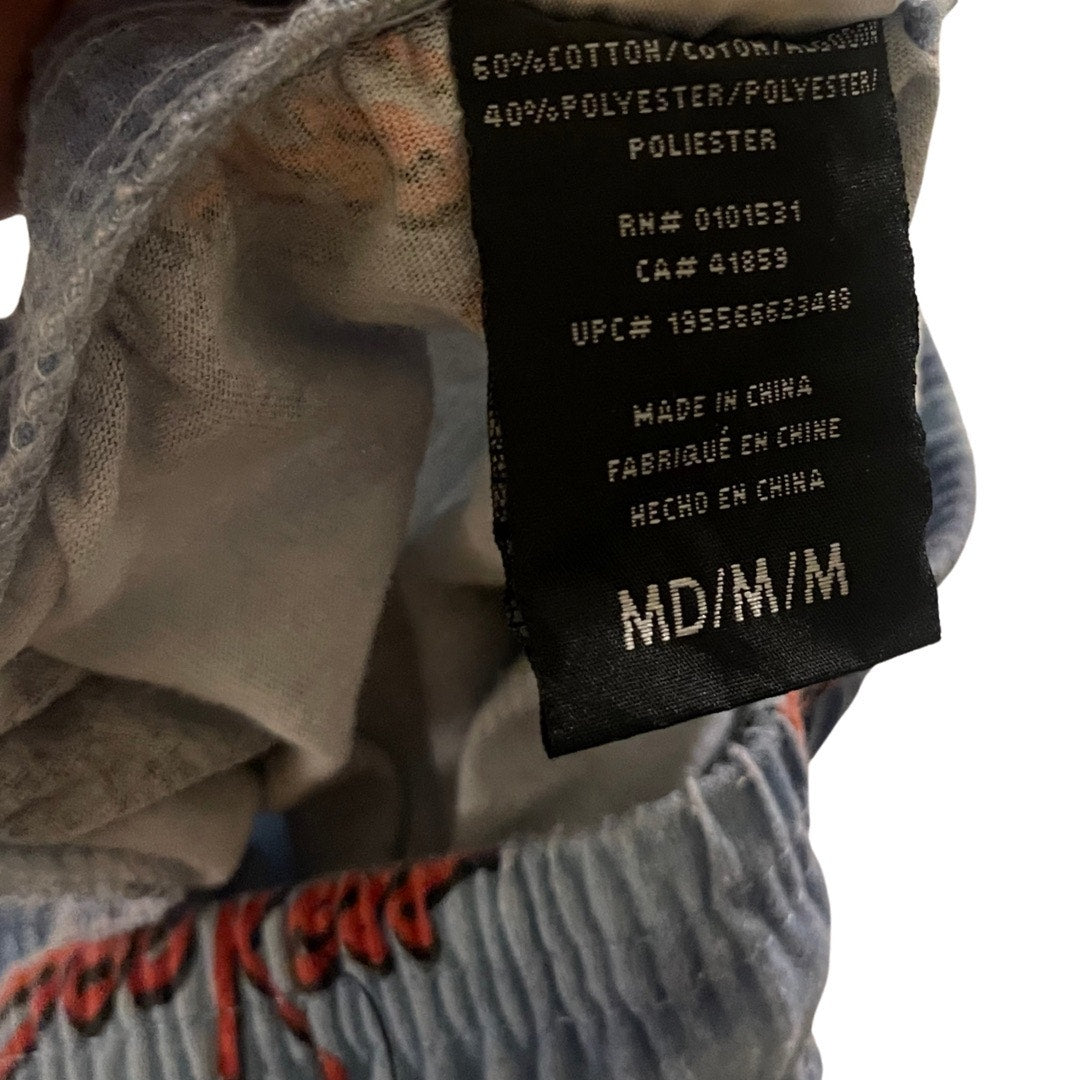 60%COTTON/COTON/ALGODÓN
40%POLYESTER/POLYESTER/
POLIESTER
RN# 0101531
CA# 41859
UPC# 195566623418
MADE IN CHINA
FABRIQUÉ EN CHINE
HECHO EN CHINA
MD/M/M